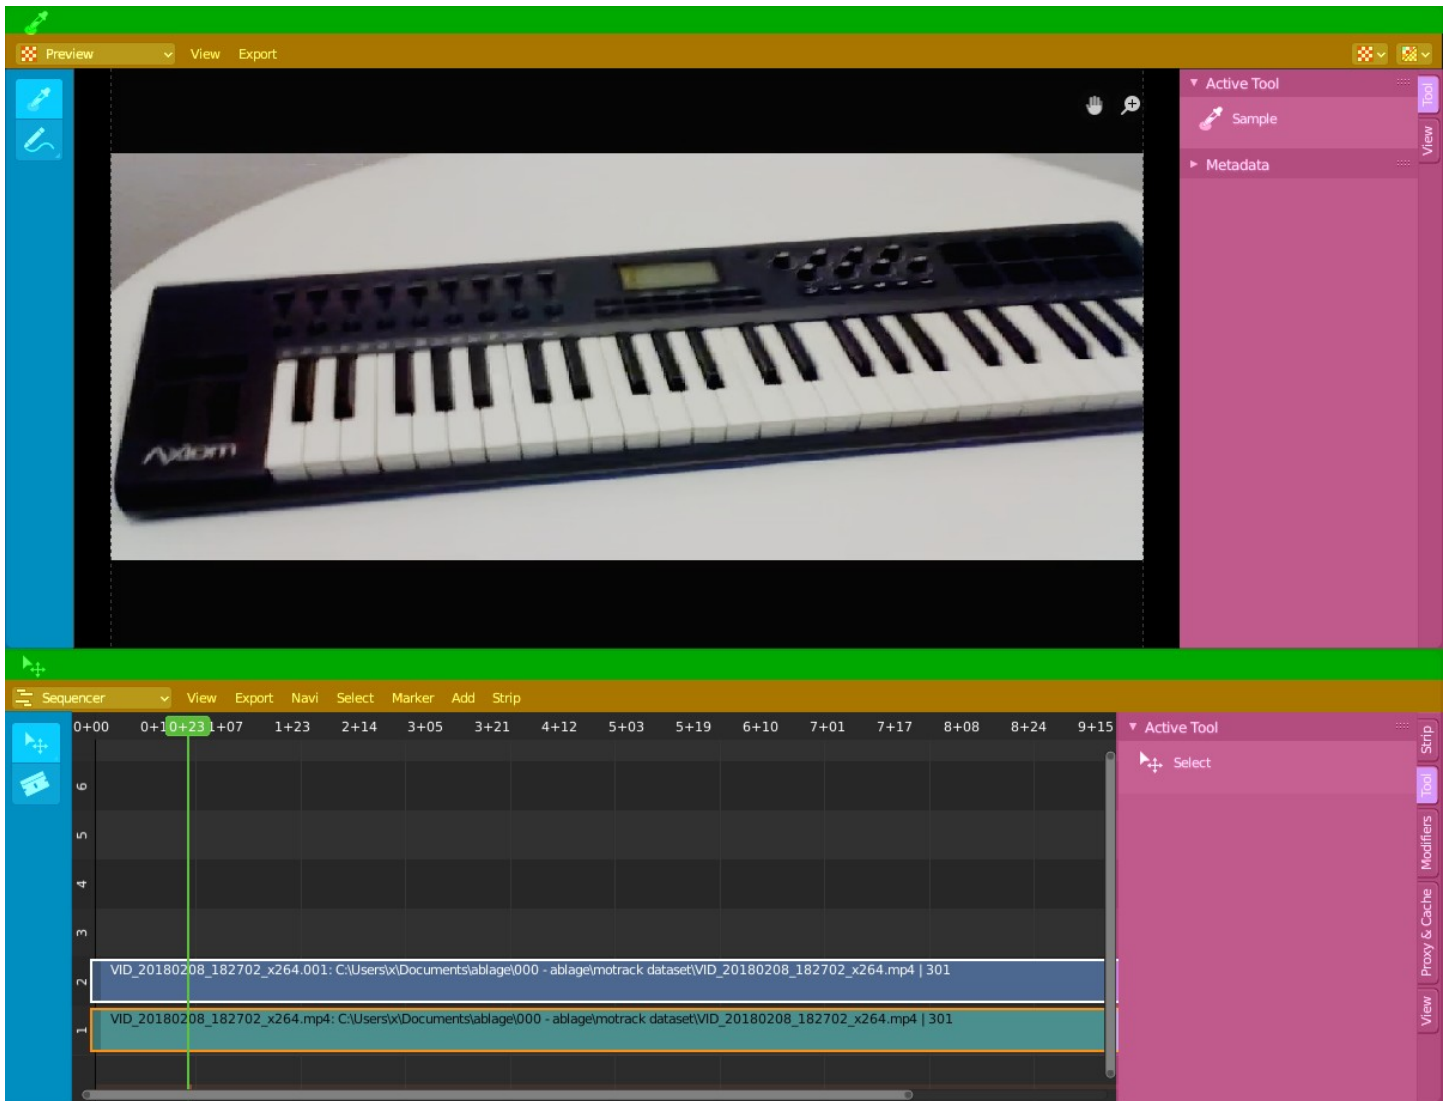 Preview View Export
Active Tool
Tool
Sample
View
Metadata
Axiom
Sequencer View Export Navi Select Marker Add Strip
0+00 0+1 0+23 1+07 1+23 2+14 3+05 3+21 4+12 5+03 5+19 6+10 7+01 7+17 8+08 8+24 9+15
Active Tool
Strip
Select
Tool
6
5
Modifiers
4
3
Proxy & Cache
2
VID_20180208_182702_x264.001: C:\Users\x\Documents\ablage\000 - ablage\motrack dataset\VID_20180208_182702_x264.mp4 | 301
View
1
VID_20180208_182702_x264.mp4: C:\Users\x\Documents\ablage\000 - ablage\motrack dataset\VID_20180208_182702_x264.mp4 | 301